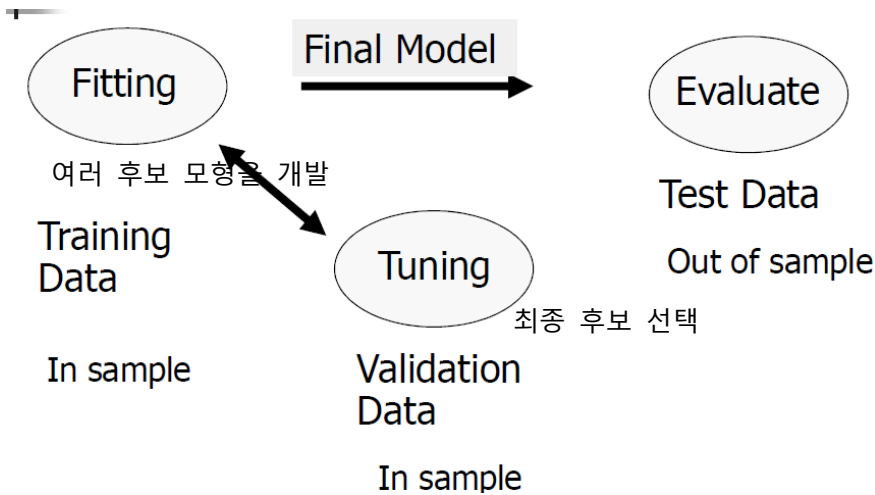 Fitting
Final Model
Evaluate
여러 후보 모형을 개발
Test Data
Training
Data
Tuning
Out of sample
최종 후보 선택
In sample
Validation
Data
In sample